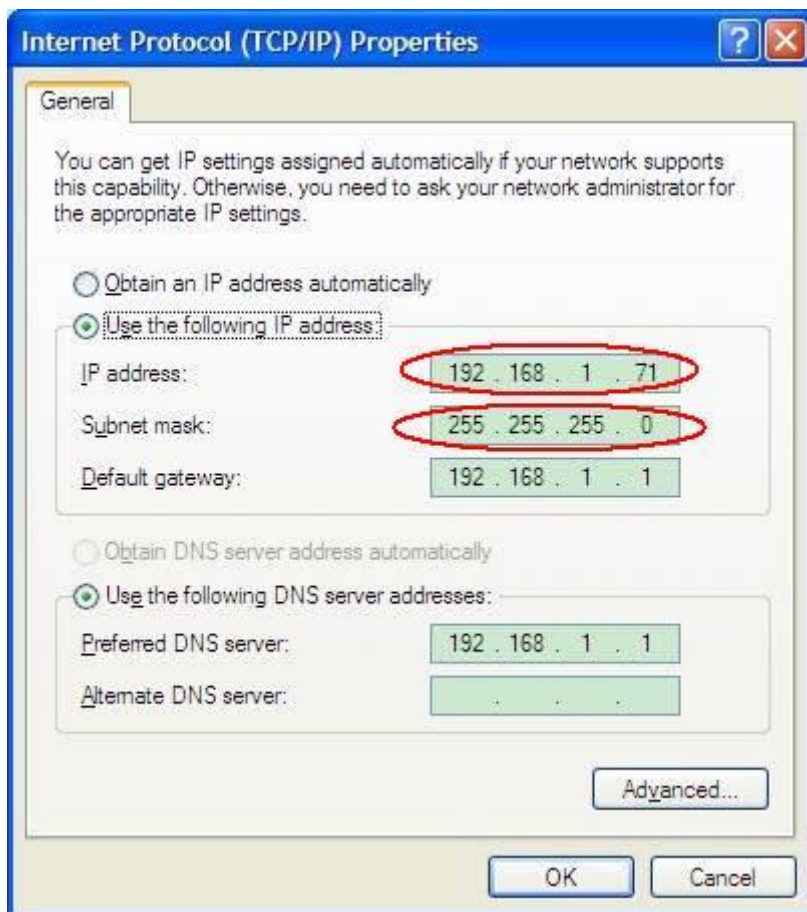 Internet Protocol (TCP/IP) Properties
General
You can get IP settings assigned automatically if your network supports
this capability. Otherwise, you need to ask your network administrator for
the appropriate IP settings.
Obtain an IP address automatically
Use the following IP address:
IP address: 192 . 168 . 1 . 71
Subnet mask: 255 . 255 . 255 . 0
Default gateway: 192 . 168 . 1 . 1
Obtain DNS server address automatically
Use the following DNS server addresses:
Preferred DNS server: 192 . 168 . 1 . 1
Alternate DNS server: . . .
Advanced...
OK Cancel